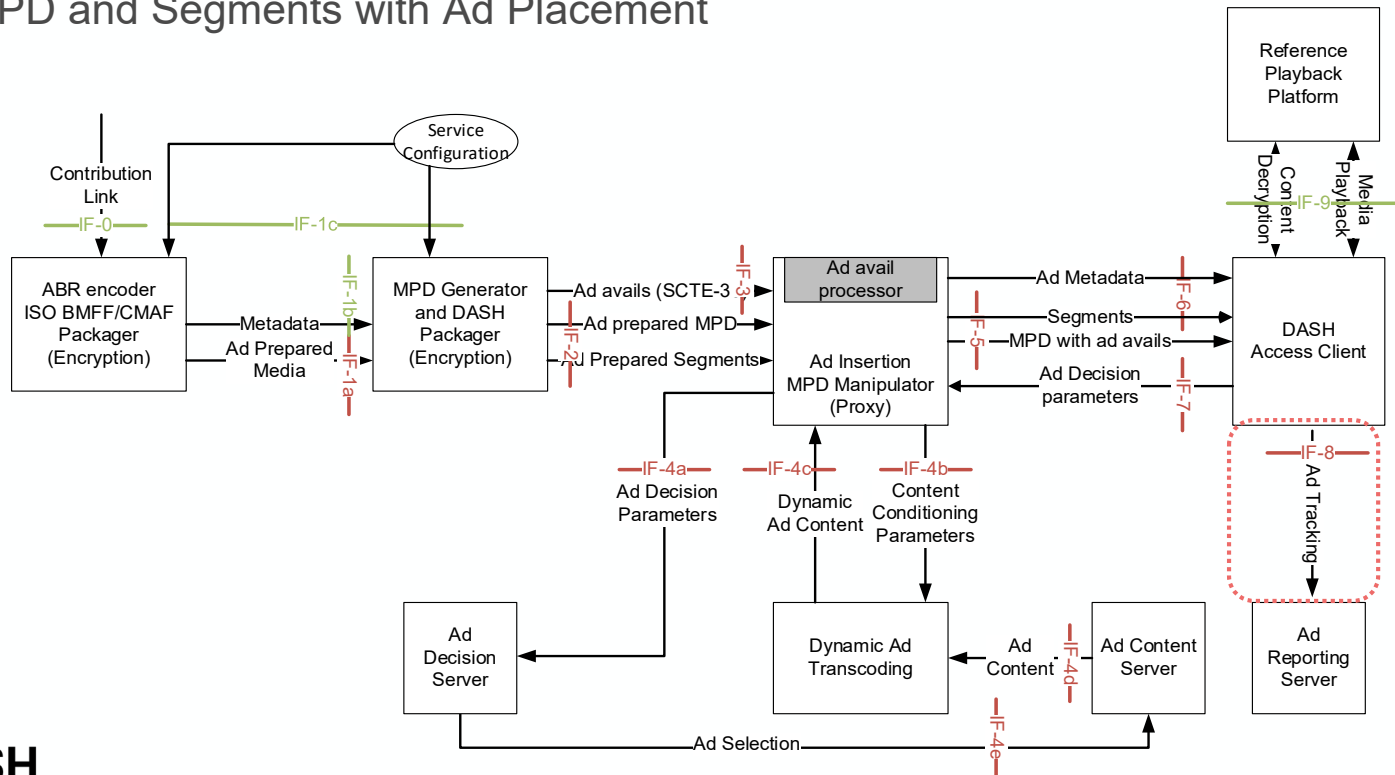 PD and Segments with Ad Placement
Reference
Playback
Platform
Service
Configuration
Contribution
Link
IF-0
IF-1c
Content
Decryption
Media
Playback
IF-9
ABR encoder
ISO BMFF/CMAF
Packager
(Encryption)
IF-1b
Metadata
Ad Prepared
Media
IF-1a
MPD Generator
and DASH
Packager
(Encryption)
Ad avails (SCTE-3
IF-3
Ad prepared MPD
IF-2
Ad Prepared Segments
Ad avail
processor
Ad Insertion
MPD Manipulator
(Proxy)
Ad Metadata
IF-6
Segments
IF-5
MPD with ad avails
Ad Decision
parameters
IF-7
DASH
Access Client
IF-4a
Ad Decision
Parameters
IF-4c
Dynamic
Ad Content
IF-4b
Content
Conditioning
Parameters
IF-8
Ad Tracking
Ad
Decision
Server
Dynamic Ad
Transcoding
Ad
Content
IF-4d
Ad Content
Server
Ad
Reporting
Server
Ad Selection
IF-4e
SH